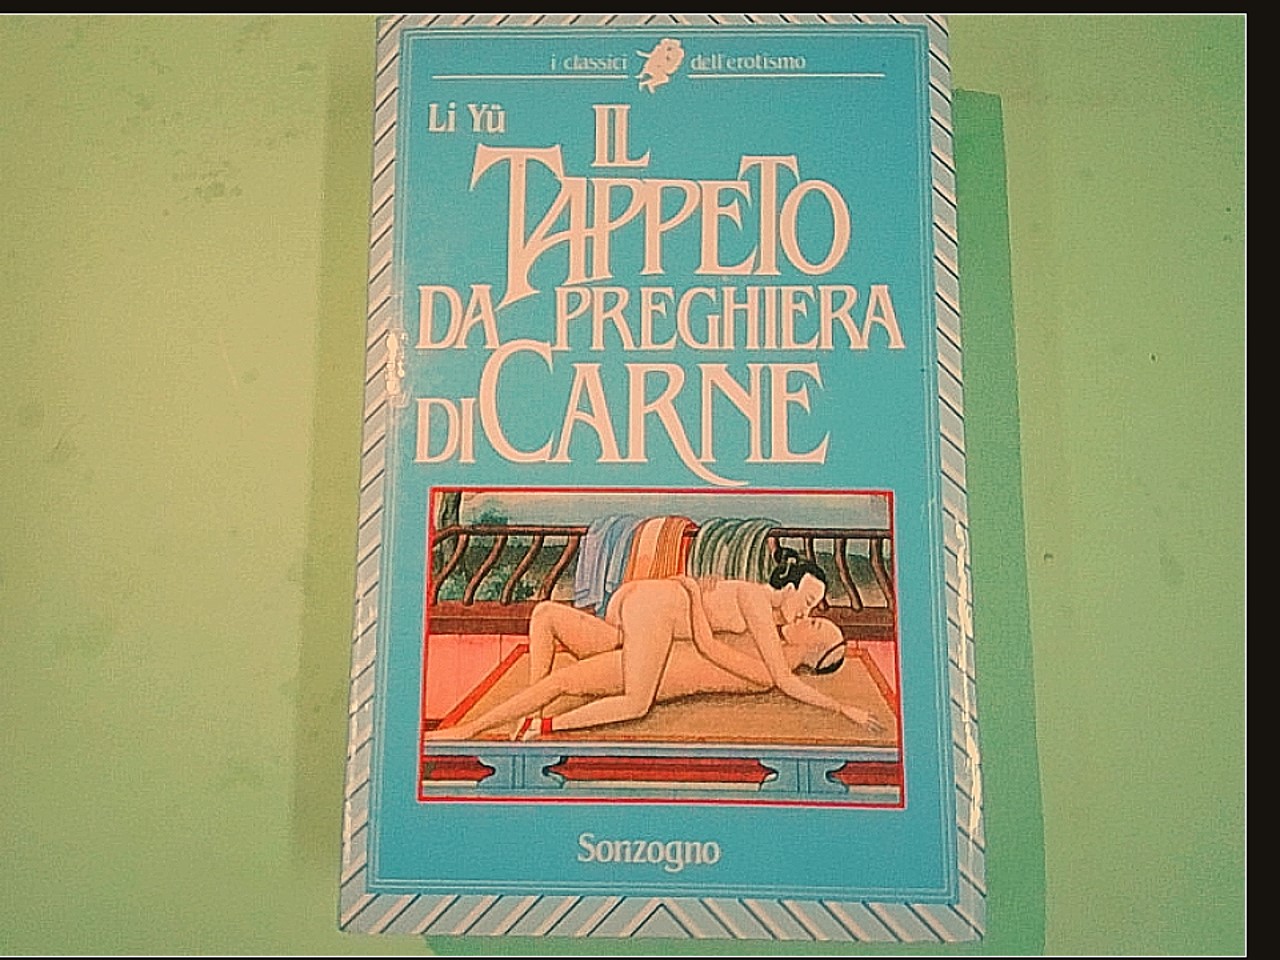 i classici dell'erotismo
Li Yü
IL
TAPPETO
DA PREGHIERA
DI CARNE
Sonzogno